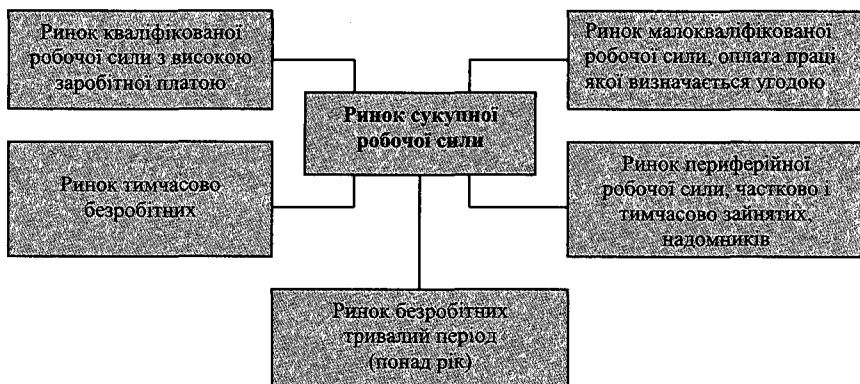 Ринок кваліфікованої
робочої сили з високою
заробітної платою
Ринок малокваліфікованої
робочої сили, оплата праці
якої визначається угодою
Ринок сукупної
робочої сили
Ринок тимчасово
безробітних
Ринок периферійної
робочої сили, частково і
тимчасово зайнятих,
надомників
Ринок безробітних
тривалий період
(понад рік)